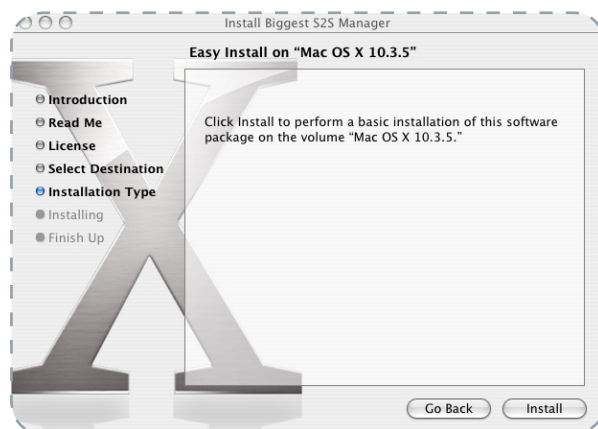 Install Biggest S2S Manager
Easy Install on “Mac OS X 10.3.5”
Introduction
Read Me
License
Select Destination
Installation Type
Installing
Finish Up
Click Install to perform a basic installation of this software
package on the volume “Mac OS X 10.3.5.”
Go Back
Install